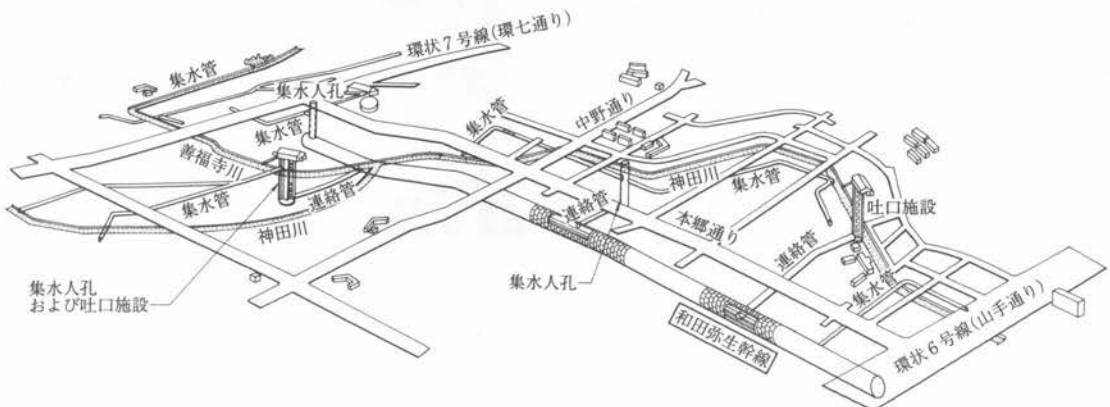 環状7号線(環七通り)
集水管
集水人孔
集水管
中野通り
集水管
善福寺川
集水管
連絡管
神田川
神田川
集水管
連絡管
本郷通り
吐口施設
連絡管
集水管
集水人孔
および吐口施設
集水人孔
和田弥生幹線
環状6号線(山手通り)